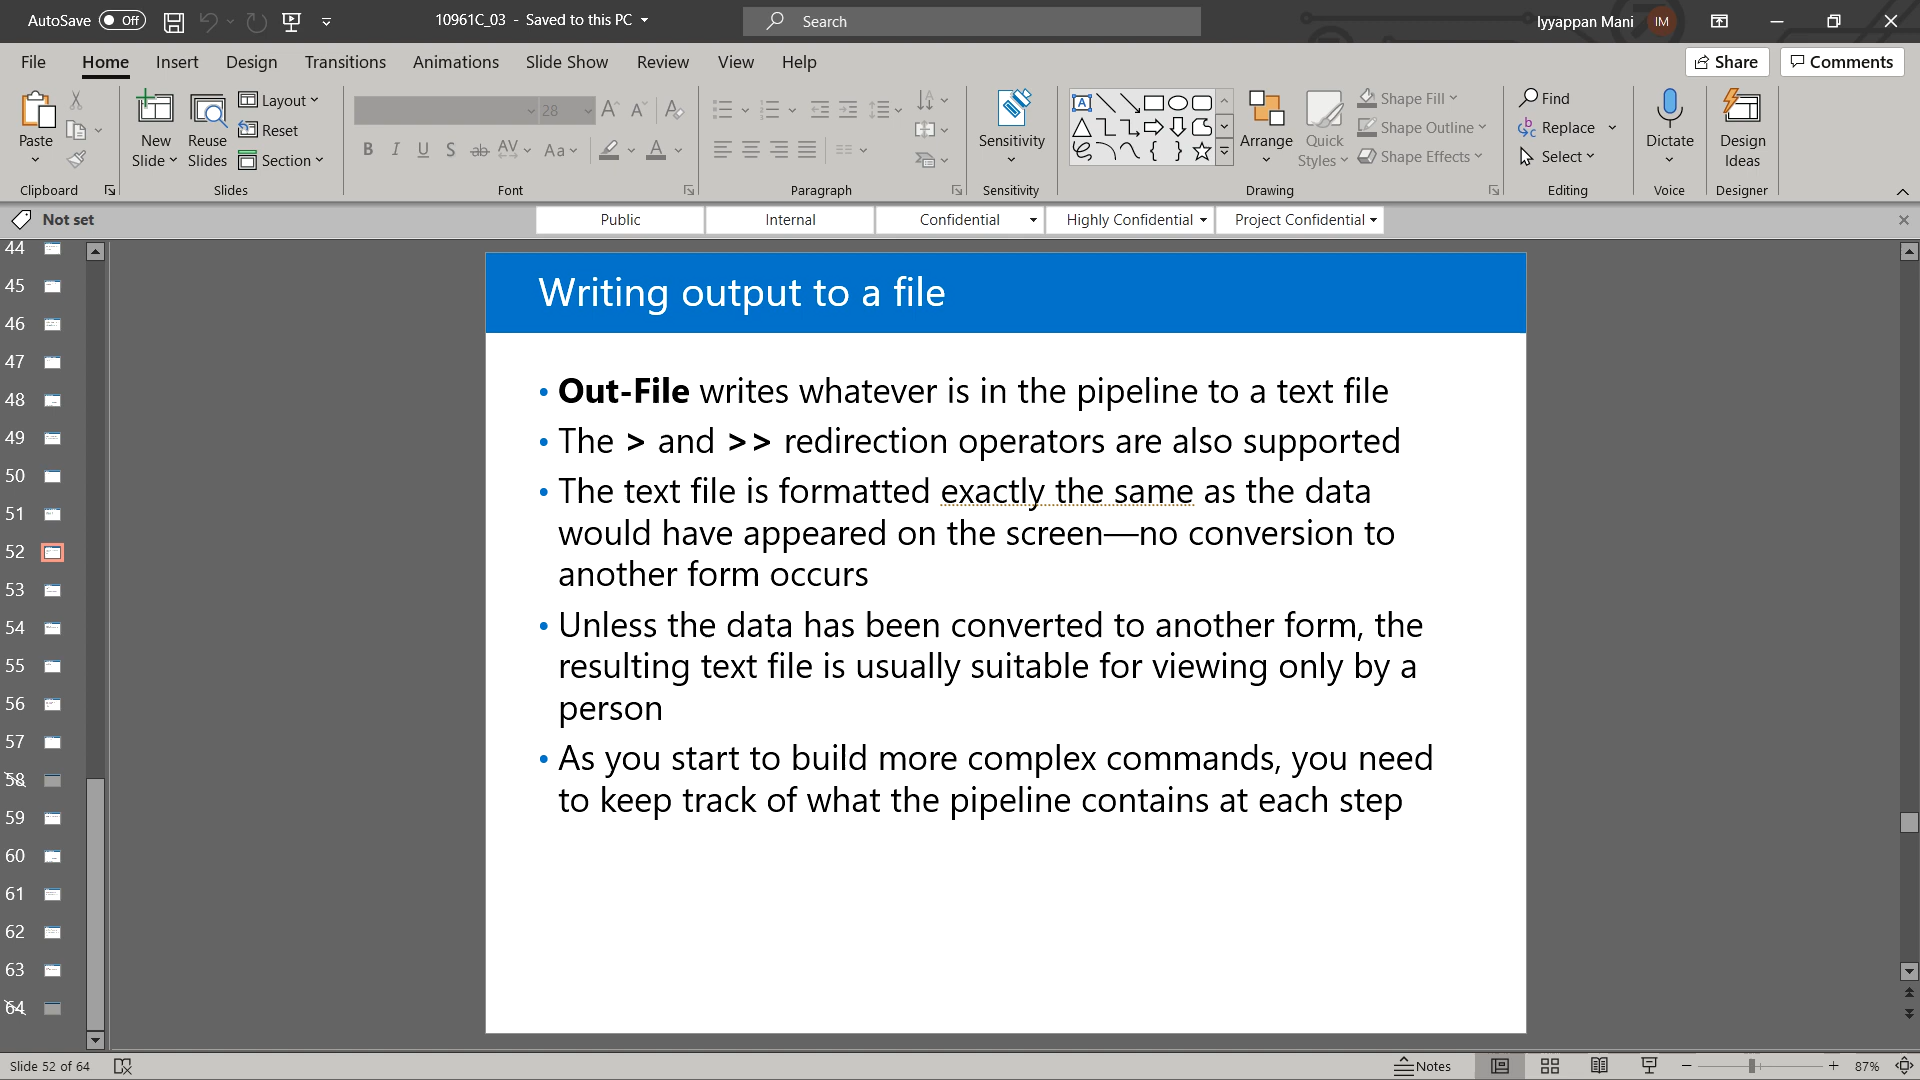 AutoSave Off 10961C_03 - Saved to this PC Search Iyyappan Mani IM
File Home Insert Design Transitions Animations Slide Show Review View Help Share Comments
Paste
Clipboard
New Slide
Reuse Slides
Layout
Reset
Section
Slides
28
B I U S ab AV Aa A
Font
Paragraph
Sensitivity
Sensitivity
Arrange
Quick Styles
Shape Fill
Shape Outline
Shape Effects
Drawing
Find
Replace
Select
Editing
Dictate
Voice
Design Ideas
Designer
Not set Public Internal Confidential Highly Confidential Project Confidential
44
45
46
47
48
49
50
51
52
53
54
55
56
57
58
59
60
61
62
63
64
Writing output to a file
• Out-File writes whatever is in the pipeline to a text file
• The > and >> redirection operators are also supported
• The text file is formatted exactly the same as the data
would have appeared on the screen—no conversion to
another form occurs
• Unless the data has been converted to another form, the
resulting text file is usually suitable for viewing only by a
person
• As you start to build more complex commands, you need
to keep track of what the pipeline contains at each step
Slide 52 of 64 Notes 87%